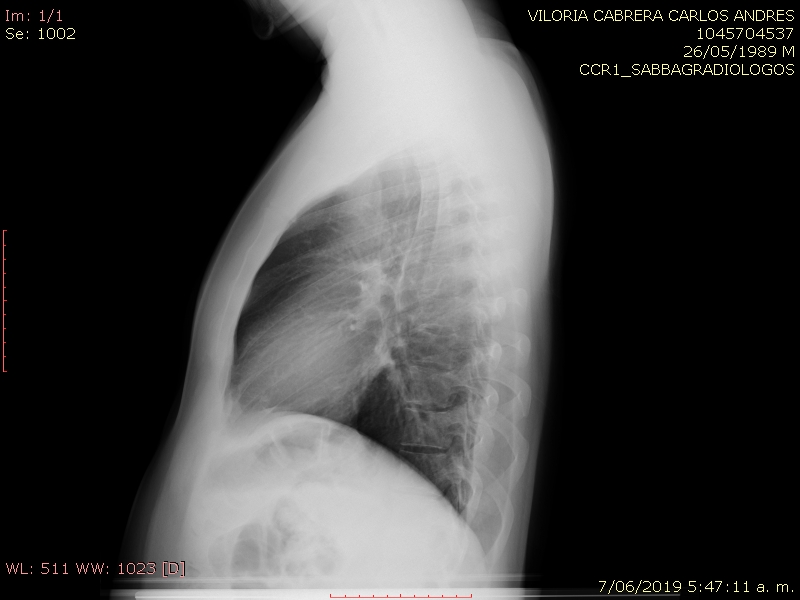 Im: 1/1
Se: 1002
VILORIA CABRERA CARLOS ANDRES
1045704537
26/05/1989 M
CCR1_SABBAGRADIOLOGOS
WL: 511 WW: 1023 [D]
7/06/2019 5:47:11 a. m.